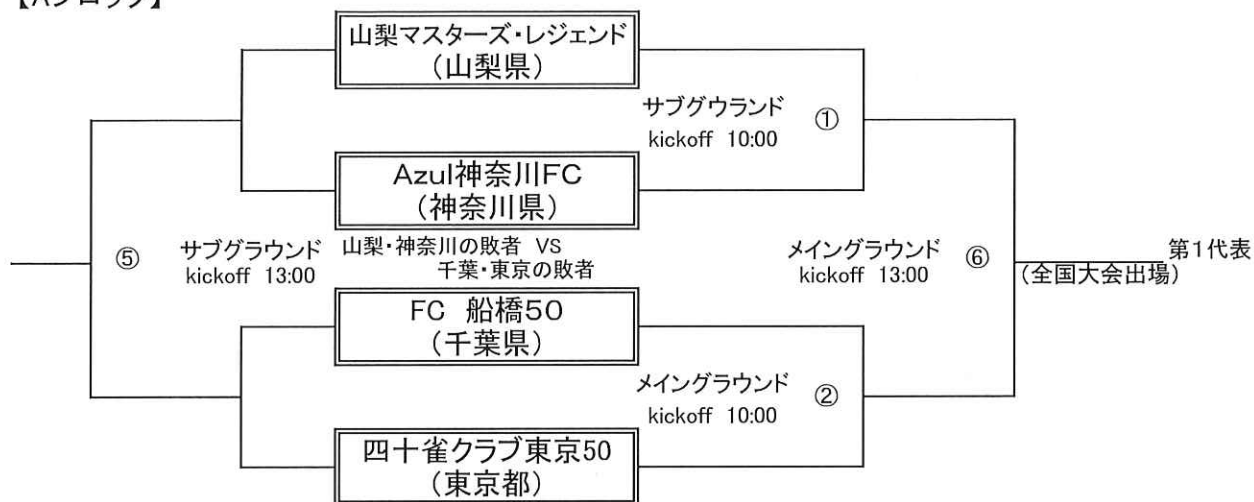 【Aブロック】
山梨マスターズ・レジェンド
(山梨県)
サブグウランド ①
kickoff 10:00
Azul神奈川FC
(神奈川県)
⑤ サブグラウンド
kickoff 13:00
山梨・神奈川の敗者 VS
千葉・東京の敗者
メイングラウンド ⑥
kickoff 13:00
第1代表
(全国大会出場)
FC 船橋50
(千葉県)
メイングラウンド ②
kickoff 10:00
四十雀クラブ東京50
(東京都)